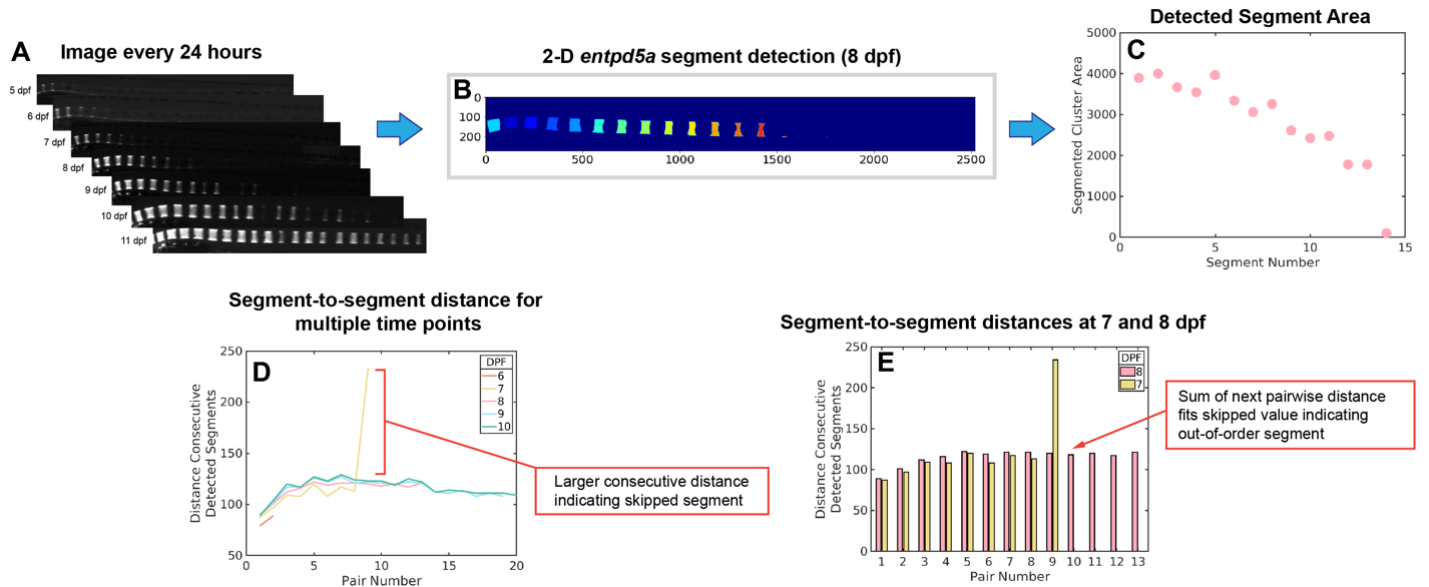 A
Image every 24 hours
5 dpf
6 dpf
7 dpf
8 dpf
9 dpf
10 dpf
11 dpf
2-D entpd5a segment detection (8 dpf)
B
0
100
200
0
500
1000
1500
2000
2500
Detected Segment Area
C
Segmented Cluster Area
5000
4000
3000
2000
1000
0
0
5
10
15
Segment Number
Segment-to-segment distance for
multiple time points
D
Distance Consecutive
Detected Segments
250
200
150
100
50
0
5
10
15
20
Pair Number
DPF
6
7
8
9
10
Larger consecutive distance
indicating skipped segment
Segment-to-segment distances at 7 and 8 dpf
E
Distance Consecutive
Detected Segments
250
200
150
100
50
0
1 2 3 4 5 6 7 8 9 10 11 12 13
Pair Number
DPF
8
7
Sum of next pairwise distance
fits skipped value indicating
out-of-order segment